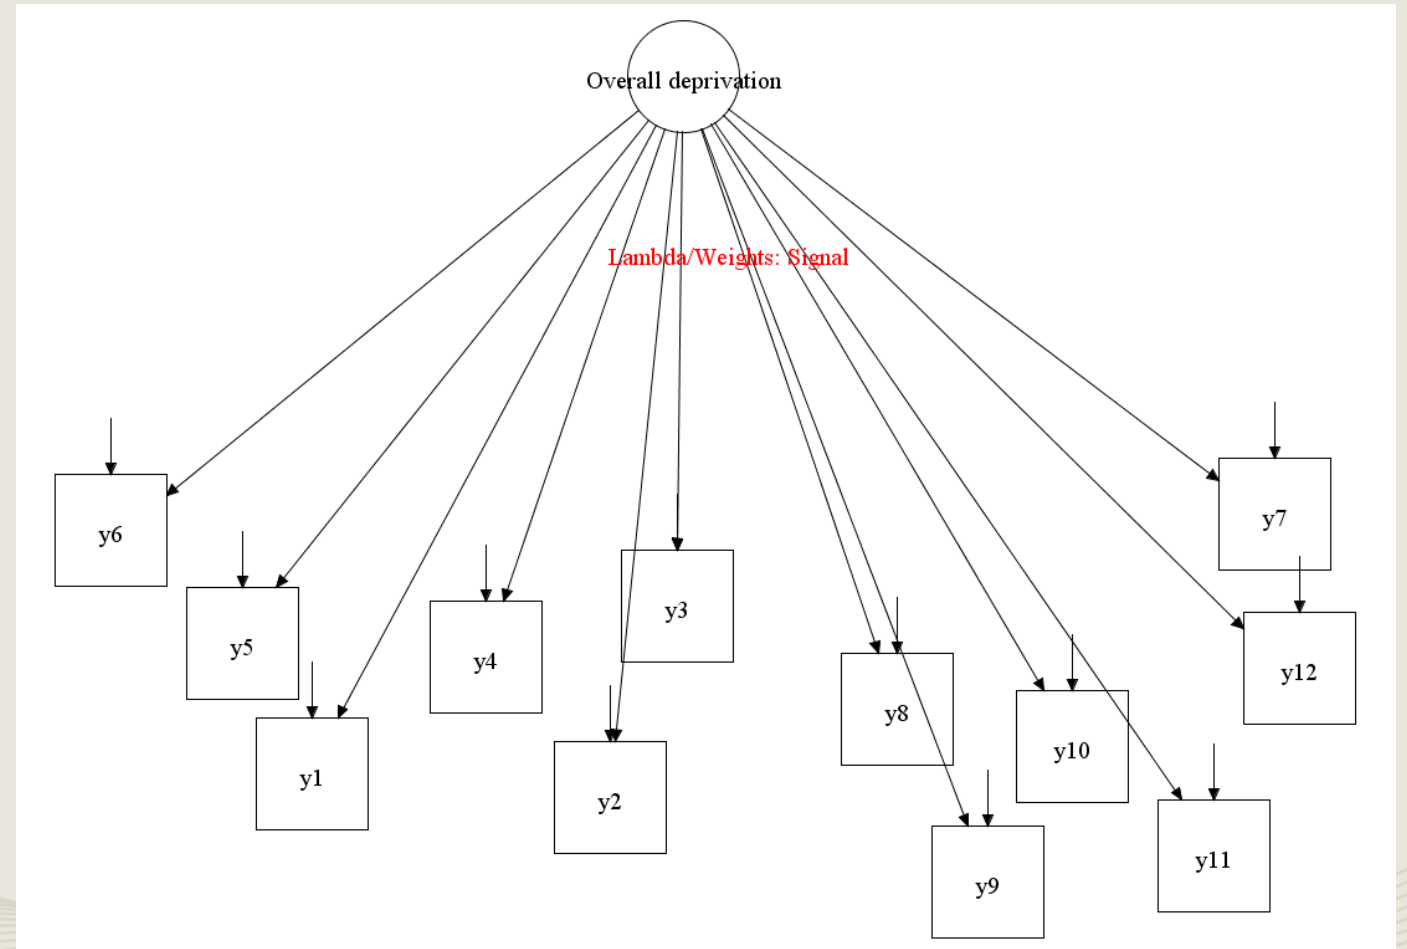 Overall deprivation
Lambda/Weights: Signal
y6
y7
y3
y5
y4
y12
y8
y10
y1
y2
y11
y9